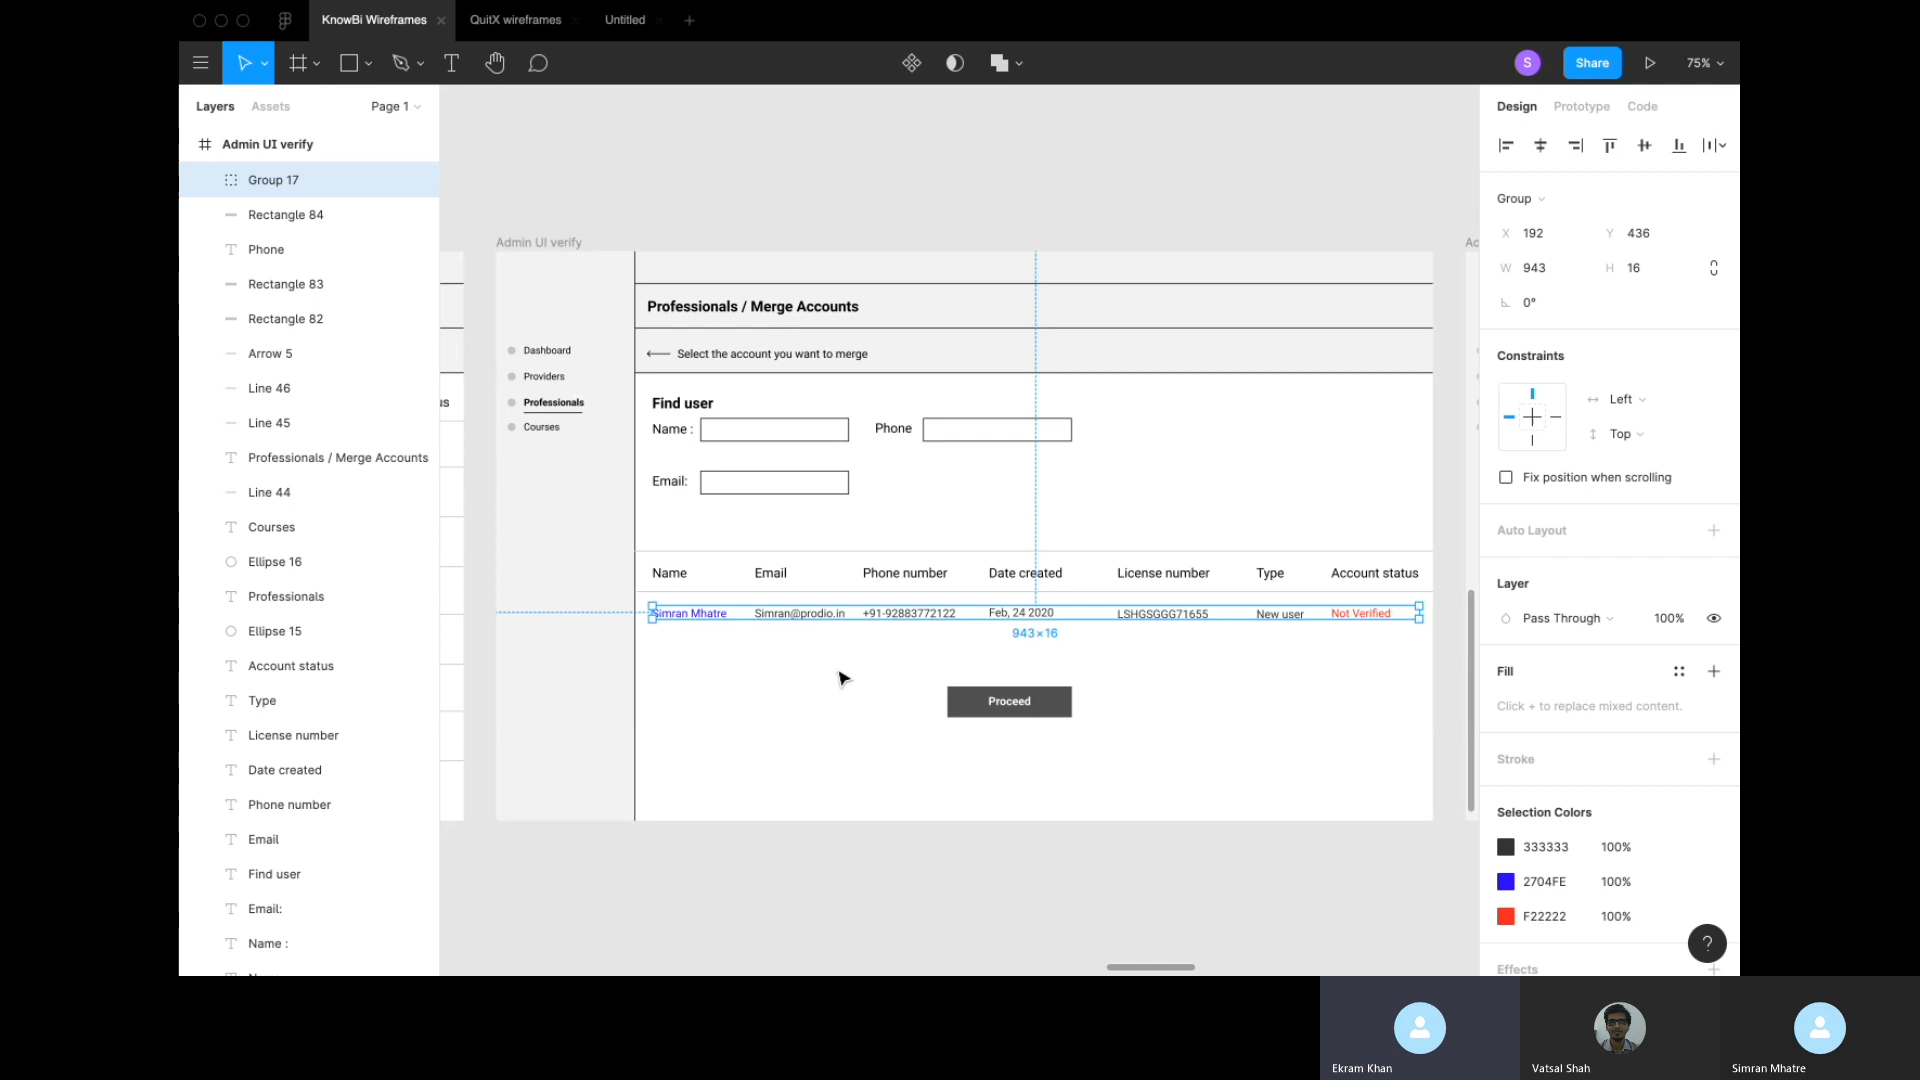 KnowBi Wireframes
QuitX wireframes
Untitled
S
Share
75%
Layers
Assets
Page 1
Admin UI verify
Group 17
Rectangle 84
Phone
Rectangle 83
Rectangle 82
Arrow 5
Line 46
Line 45
Professionals / Merge Accounts
Line 44
Courses
Ellipse 16
Professionals
Ellipse 15
Account status
Type
License number
Date created
Phone number
Email
Find user
Email:
Name :
Admin UI verify
Dashboard
Providers
Professionals
Courses
Professionals / Merge Accounts
Select the account you want to merge
Find user
Name :
Phone
Email:
Name Email Phone number Date created License number Type Account status
Simran Mhatre Simran@prodio.in +91-92883772122 Feb, 24 2020 LSHGSGGG71655 New user Not Verified
943 × 16
Proceed
Design
Prototype
Code
Group
X 192 Y 436
W 943 H 16
0°
Constraints
Left
Top
Fix position when scrolling
Auto Layout
Layer
Pass Through 100%
Fill
Click + to replace mixed content.
Stroke
Selection Colors
333333 100%
2704FE 100%
F22222 100%
?
Effects
Ekram Khan
Vatsal Shah
Simran Mhatre